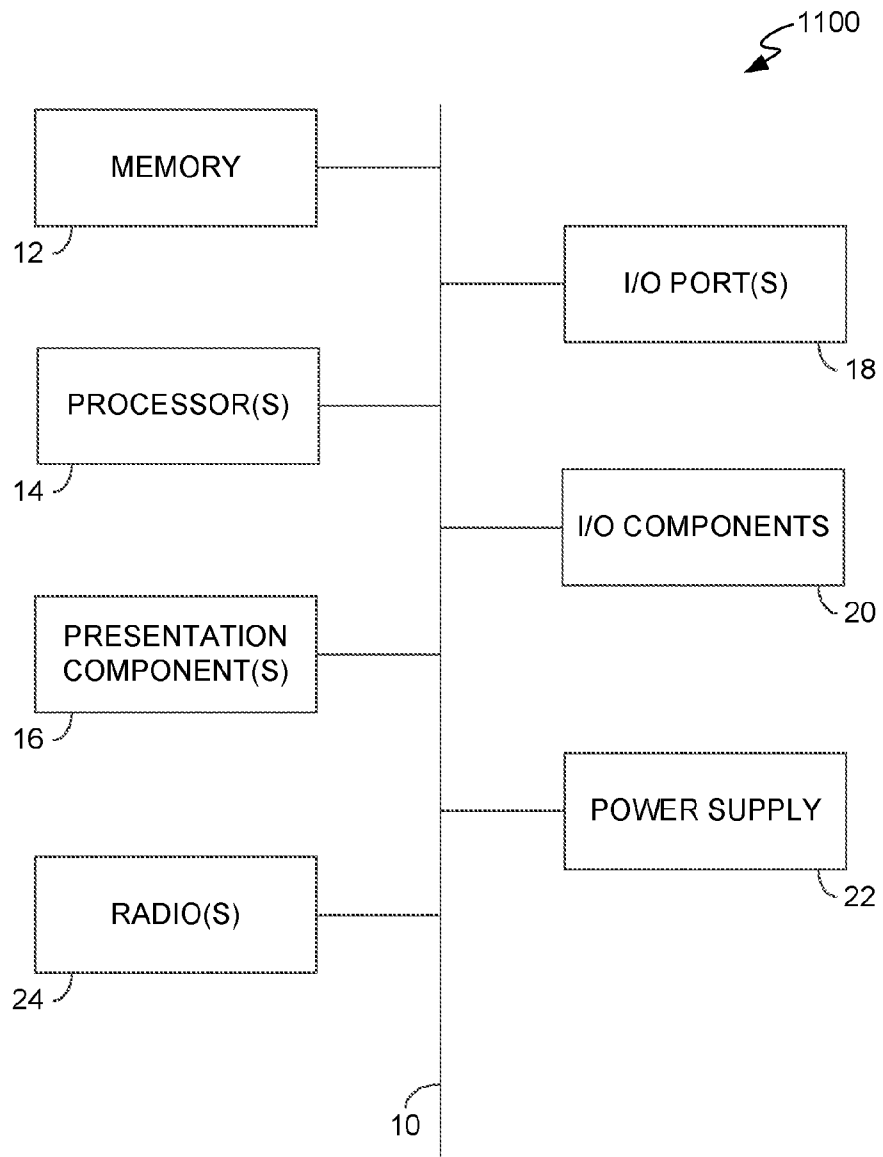 1100
MEMORY
12
I/O PORT(S)
18
PROCESSOR(S)
14
I/O COMPONENTS
20
PRESENTATION
COMPONENT(S)
16
POWER SUPPLY
22
RADIO(S)
24
10